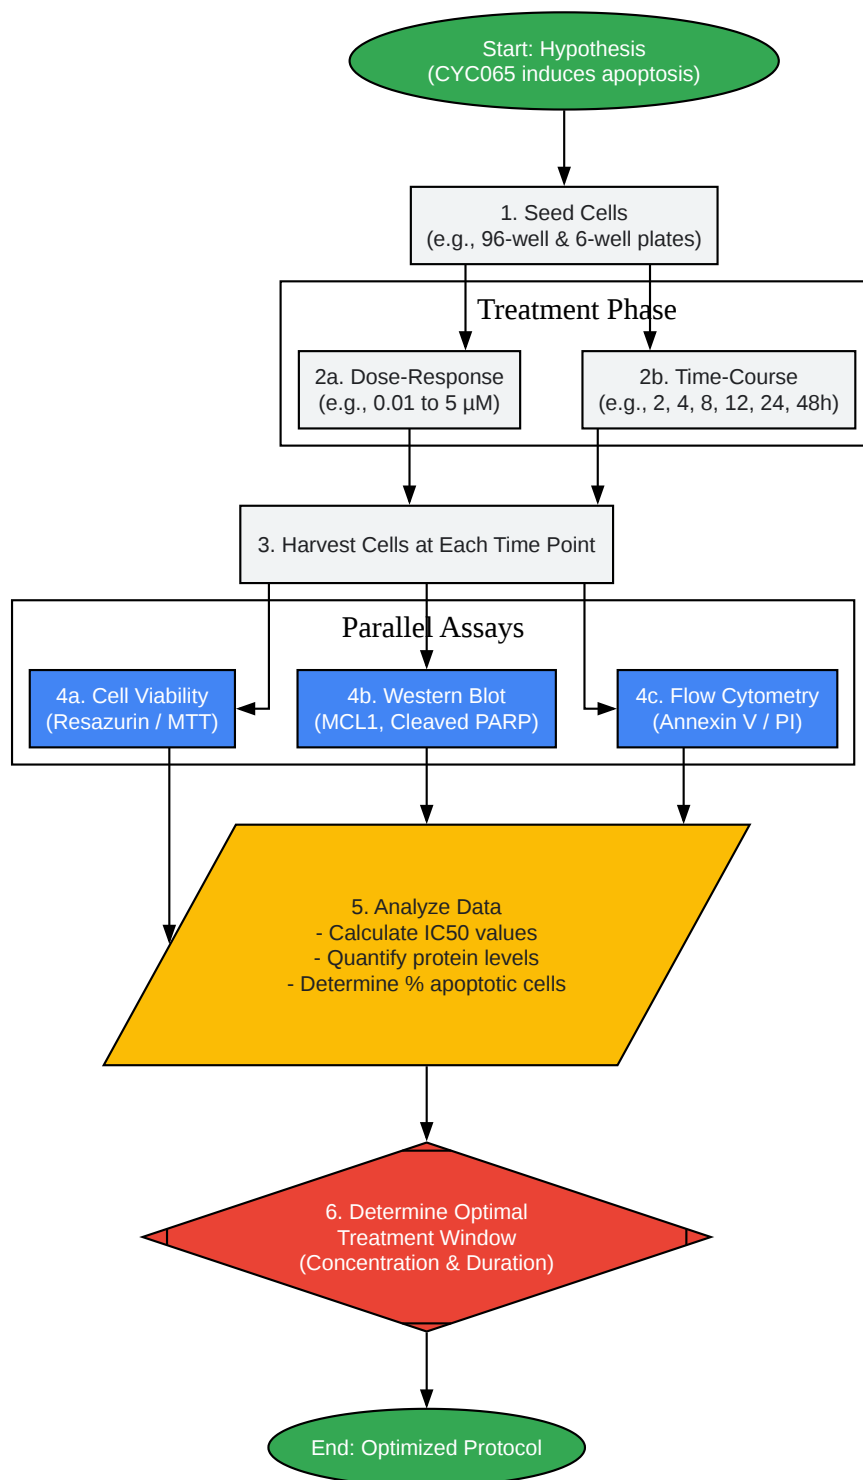 Start: Hypothesis
(CYC065 induces apoptosis)
1. Seed Cells
(e.g., 96-well & 6-well plates)
Treatment Phase
2a. Dose-Response
(e.g., 0.01 to 5 µM)
2b. Time-Course
(e.g., 2, 4, 8, 12, 24, 48h)
3. Harvest Cells at Each Time Point
Parallel Assays
4a. Cell Viability
(Resazurin / MTT)
4b. Western Blot
(MCL1, Cleaved PARP)
4c. Flow Cytometry
(Annexin V / PI)
5. Analyze Data
- Calculate IC50 values
- Quantify protein levels
- Determine % apoptotic cells
6. Determine Optimal
Treatment Window
(Concentration & Duration)
End: Optimized Protocol